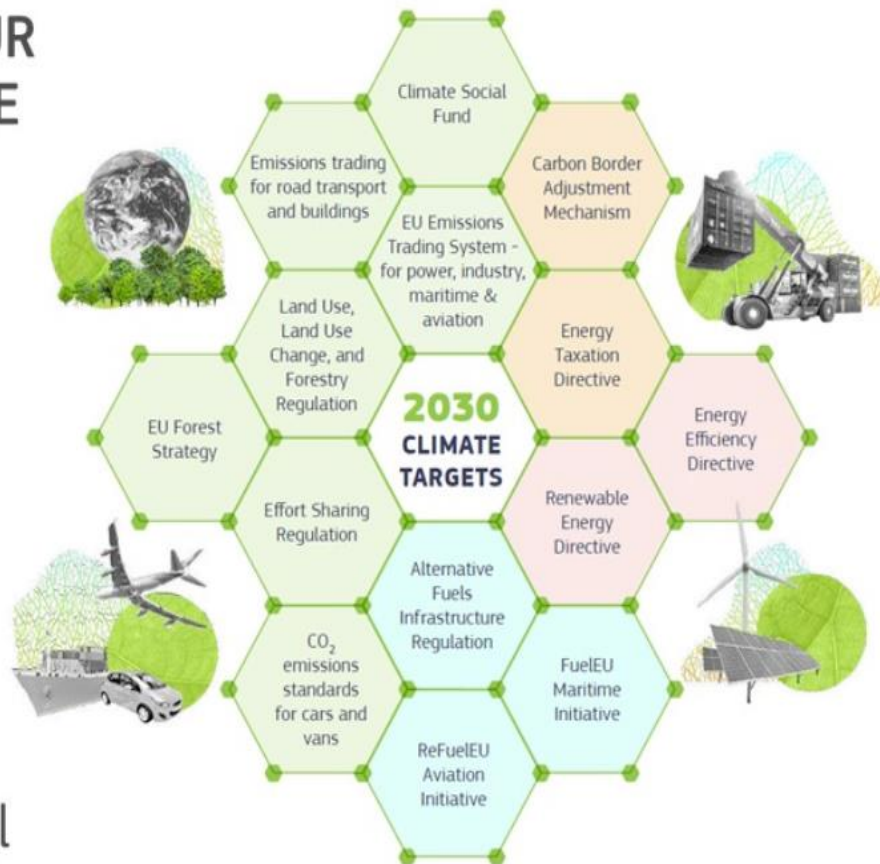 UR
E
Climate Social
Fund
Emissions trading
for road transport
and buildings
Carbon Border
Adjustment
Mechanism
EU Emissions
Trading System -
for power, industry,
maritime &
aviation
Land Use,
Land Use
Change, and
Forestry
Regulation
Energy
Taxation
Directive
EU Forest
Strategy
2030
CLIMATE
TARGETS
Energy
Efficiency
Directive
Effort Sharing
Regulation
Renewable
Energy
Directive
Alternative
Fuels
Infrastructure
Regulation
CO₂
emissions
standards
for cars and
vans
FuelEU
Maritime
Initiative
ReFuelEU
Aviation
Initiative
l